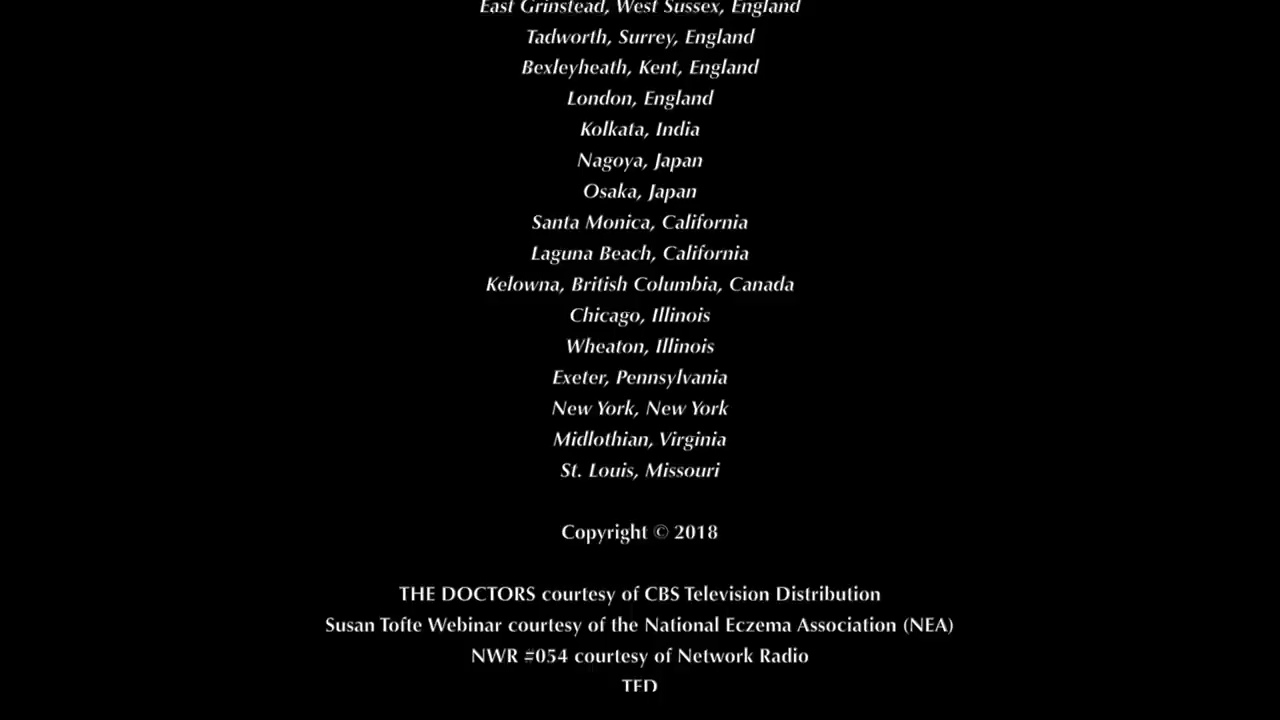 East Grinstead, West Sussex, England
Tadworth, Surrey, England
Bexleyheath, Kent, England
London, England
Kolkata, India
Nagoya, Japan
Osaka, Japan
Santa Monica, California
Laguna Beach, California
Kelowna, British Columbia, Canada
Chicago, Illinois
Wheaton, Illinois
Exeter, Pennsylvania
New York, New York
Midlothian, Virginia
St. Louis, Missouri
Copyright © 2018
THE DOCTORS courtesy of CBS Television Distribution
Susan Tofte Webinar courtesy of the National Eczema Association (NEA)
NWR #054 courtesy of Network Radio
TED